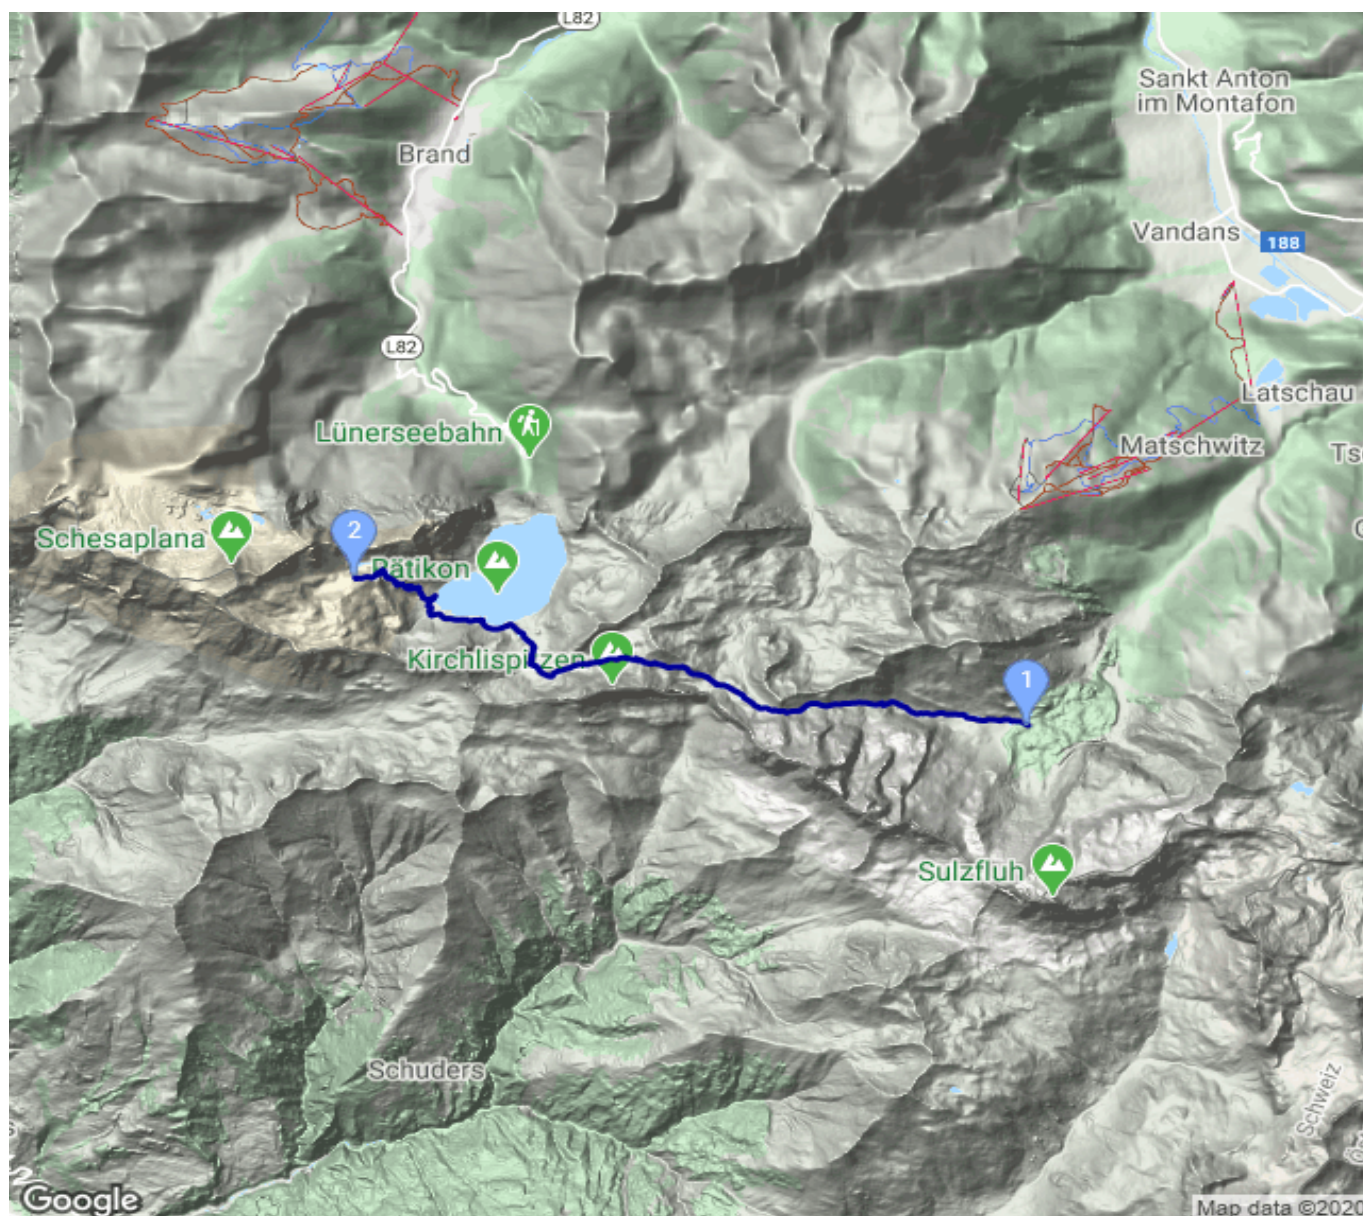 L82
Sankt Anton
im Montafon
Brand
Vandans
188
L82
Latschau
Lünerseebahn
Matschwitz
Schesaplana
2
Rätikon
Kirchlispitzen
1
Sulzfluh
Schuders
Schweiz
Google
Map data ©2020